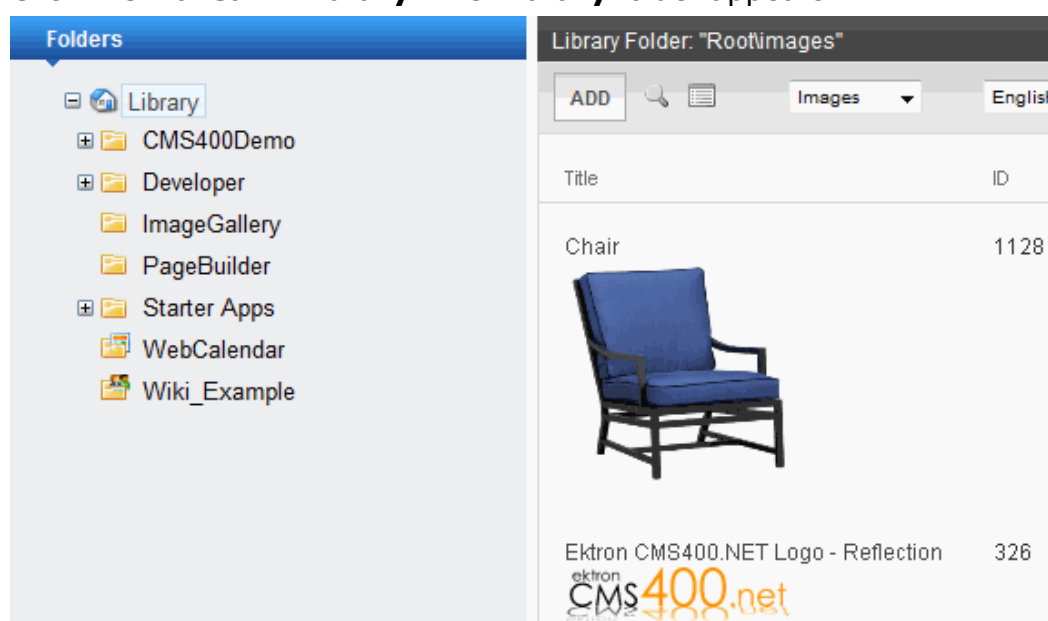 Folders
Library
CMS400Demo
Developer
ImageGallery
PageBuilder
Starter Apps
WebCalendar
Wiki_Example
Library Folder: "Root\images"
ADD Images English
Title ID
Chair 1128
Ektron CMS400.NET Logo - Reflection 326
ektron
CMS400.net